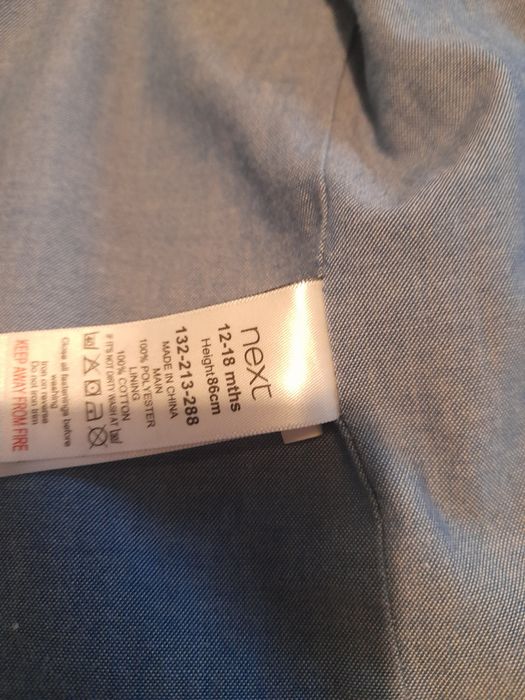 next
12-18 mths
Height 86cm
132-213-288
MADE IN CHINA
MAIN
100% POLYESTER
LINING
100% COTTON
IF IT'S NOT DIRTY WASH AT
Close all fastenings before
washing
Iron on reverse
Do not iron trim
KEEP AWAY FROM FIRE